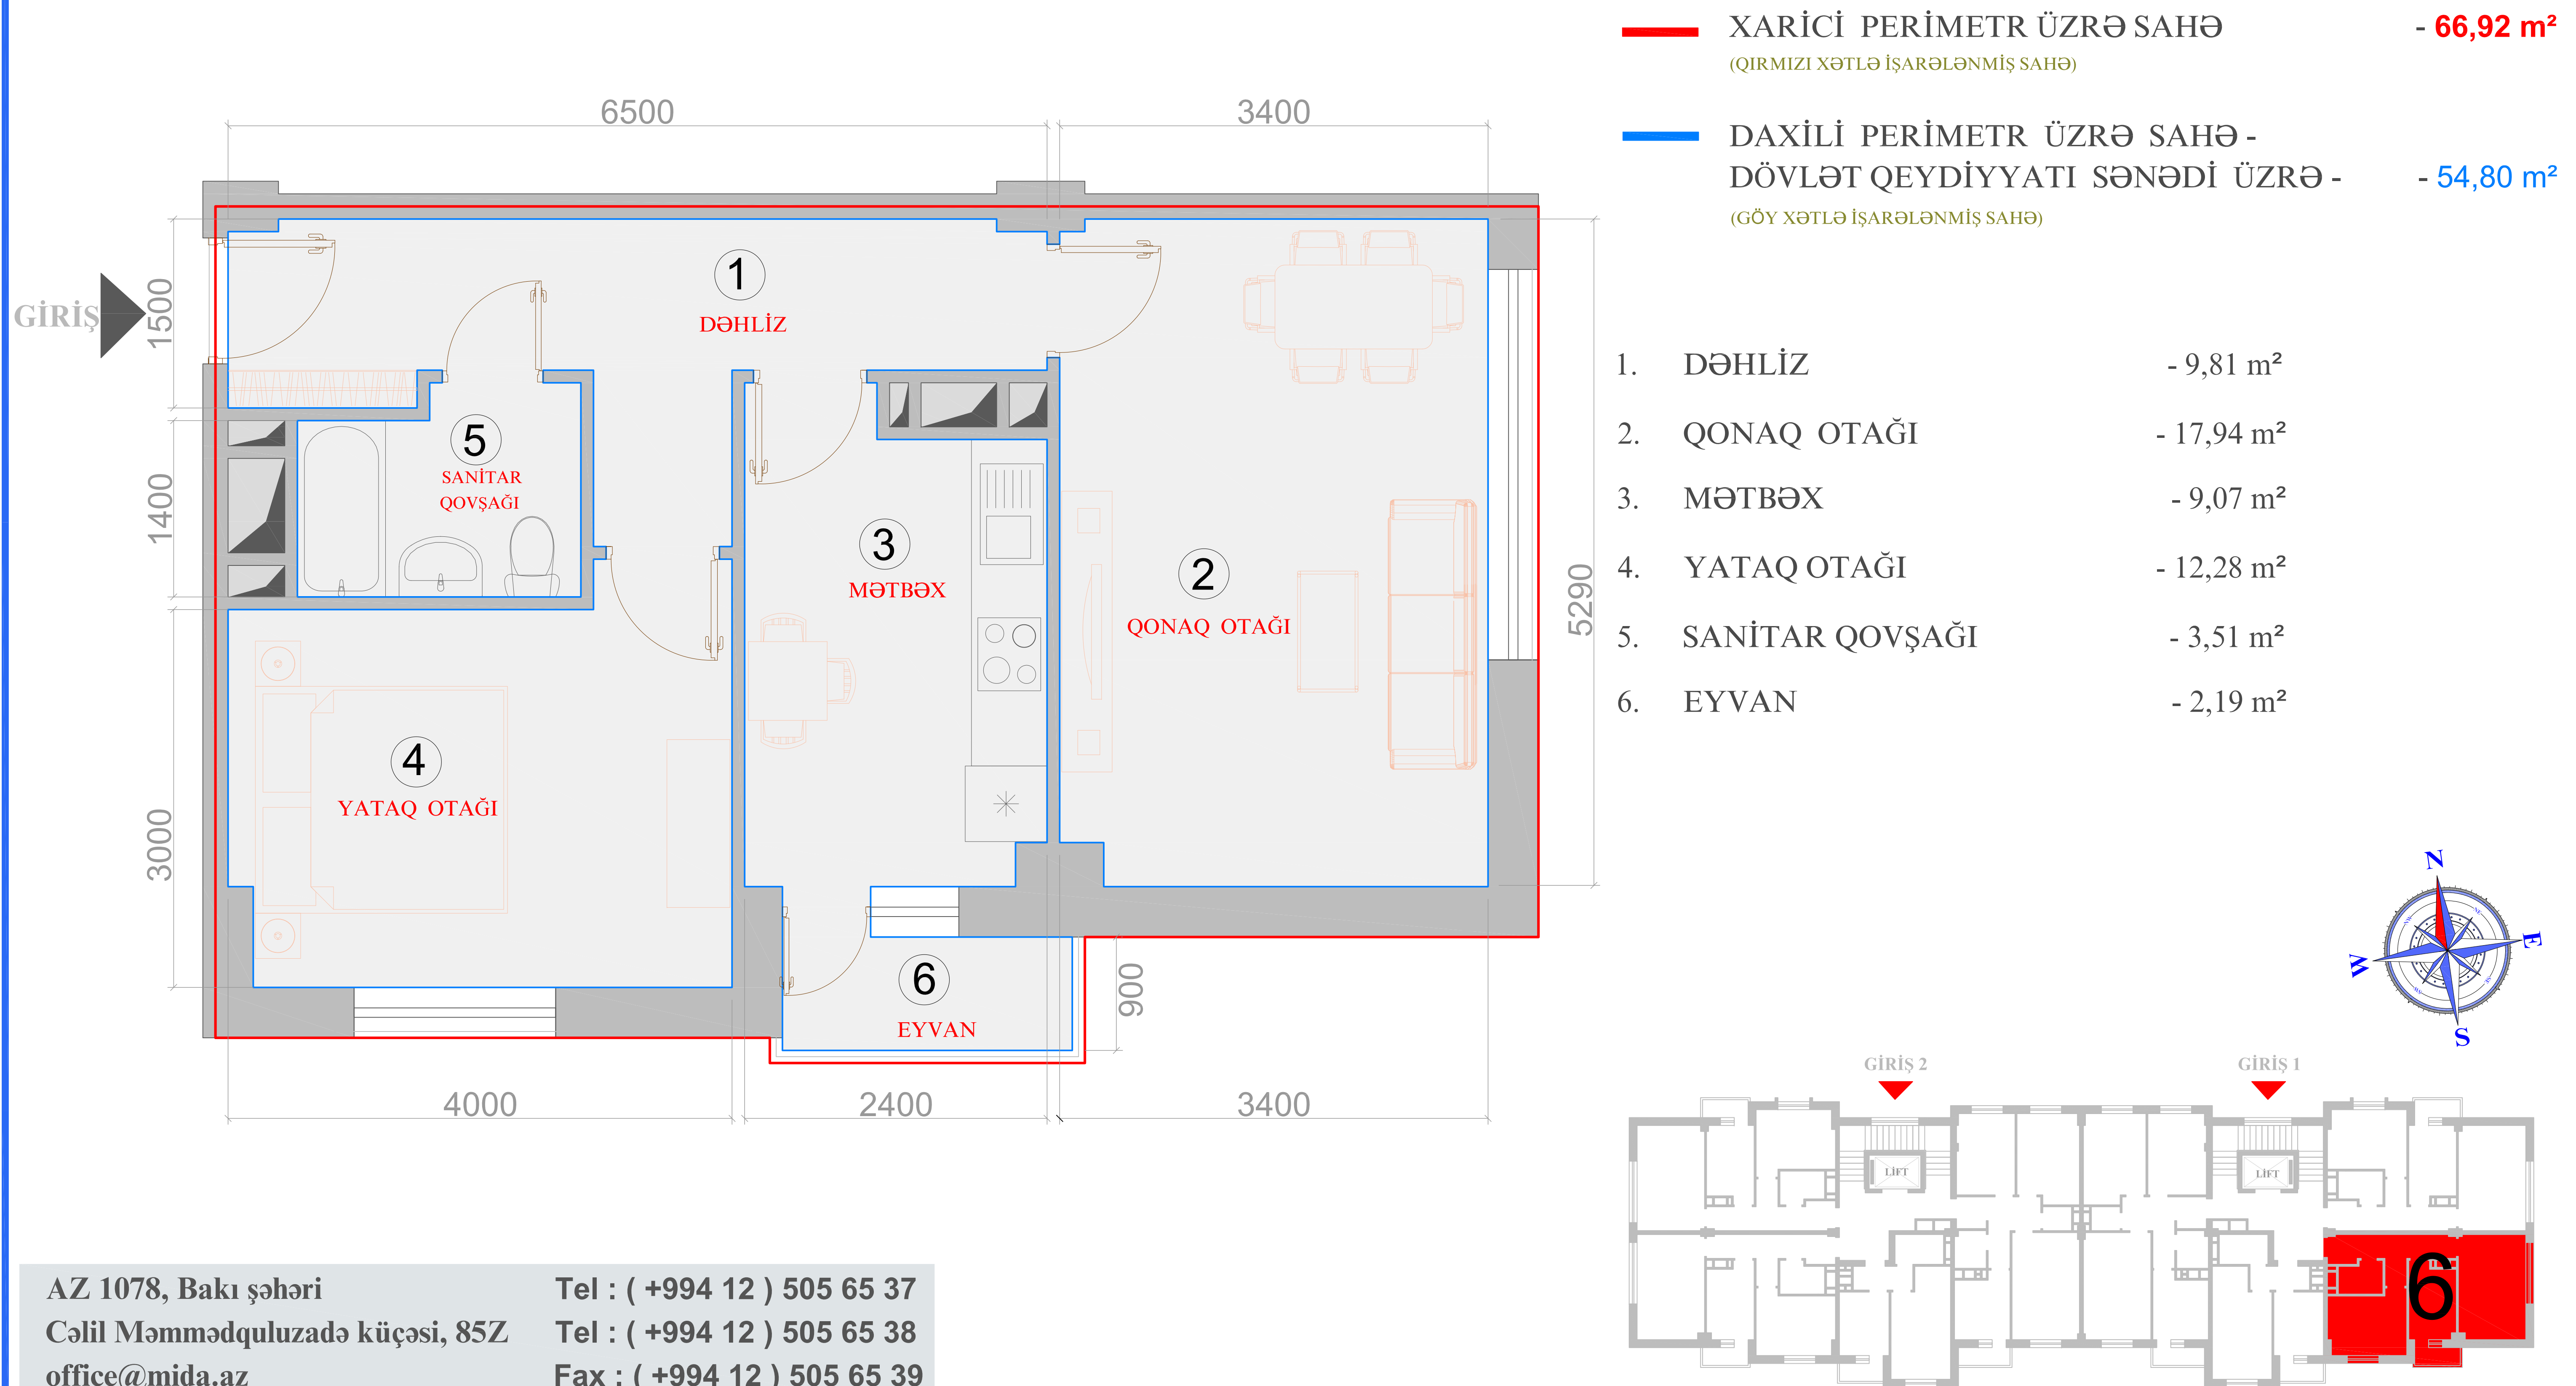 XARİCİ PERİMETR ÜZRƏ SAHƏ - 66,92 m²
(QIRMIZI XƏTLƏ İŞARƏLƏNMİŞ SAHƏ)
DAXİLİ PERİMETR ÜZRƏ SAHƏ -
DÖVLƏT QEYDİYYATI SƏNƏDİ ÜZRƏ - - 54,80 m²
(GÖY XƏTLƏ İŞARƏLƏNMİŞ SAHƏ)
6500
3400
GİRİŞ
1500
1400
3000
1
DƏHLİZ
5
SANİTAR
QOVŞAĞI
3
MƏTBƏX
2
QONAQ OTAĞI
4
YATAQ OTAĞI
6
EYVAN
5290
900
4000
2400
3400
1. DƏHLİZ - 9,81 m²
2. QONAQ OTAĞI - 17,94 m²
3. MƏTBƏX - 9,07 m²
4. YATAQ OTAĞI - 12,28 m²
5. SANİTAR QOVŞAĞI - 3,51 m²
6. EYVAN - 2,19 m²
N
E
W
S
GİRİŞ 2
GİRİŞ 1
LİFT
LİFT
6
AZ 1078, Bakı şəhəri
Cəlil Məmmədquluzadə küçəsi, 85Z
office@mida.az
Tel : ( +994 12 ) 505 65 37
Tel : ( +994 12 ) 505 65 38
Fax : ( +994 12 ) 505 65 39